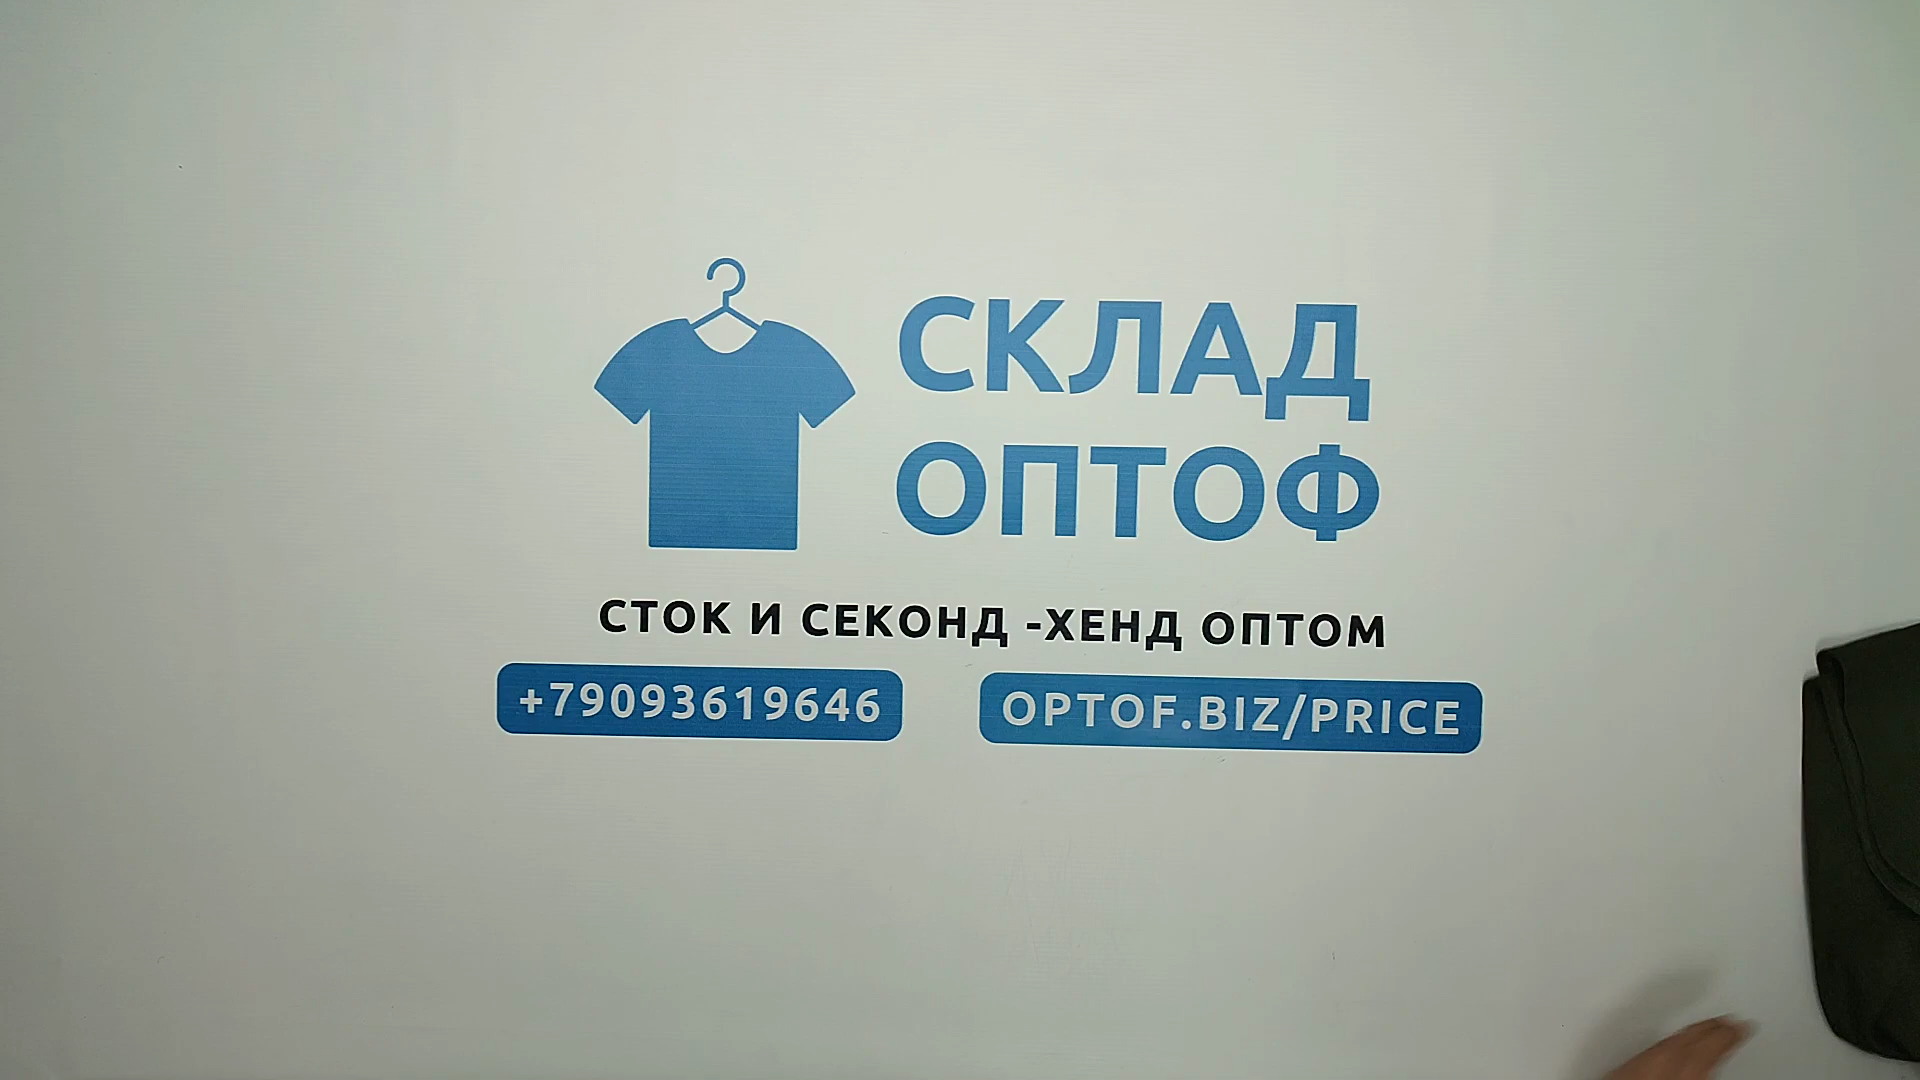 СКЛАД
ОПТОФ
СТОК И СЕКОНД -ХЕНД ОПТОМ
+79093619646
OPTOF.BIZ/PRICE